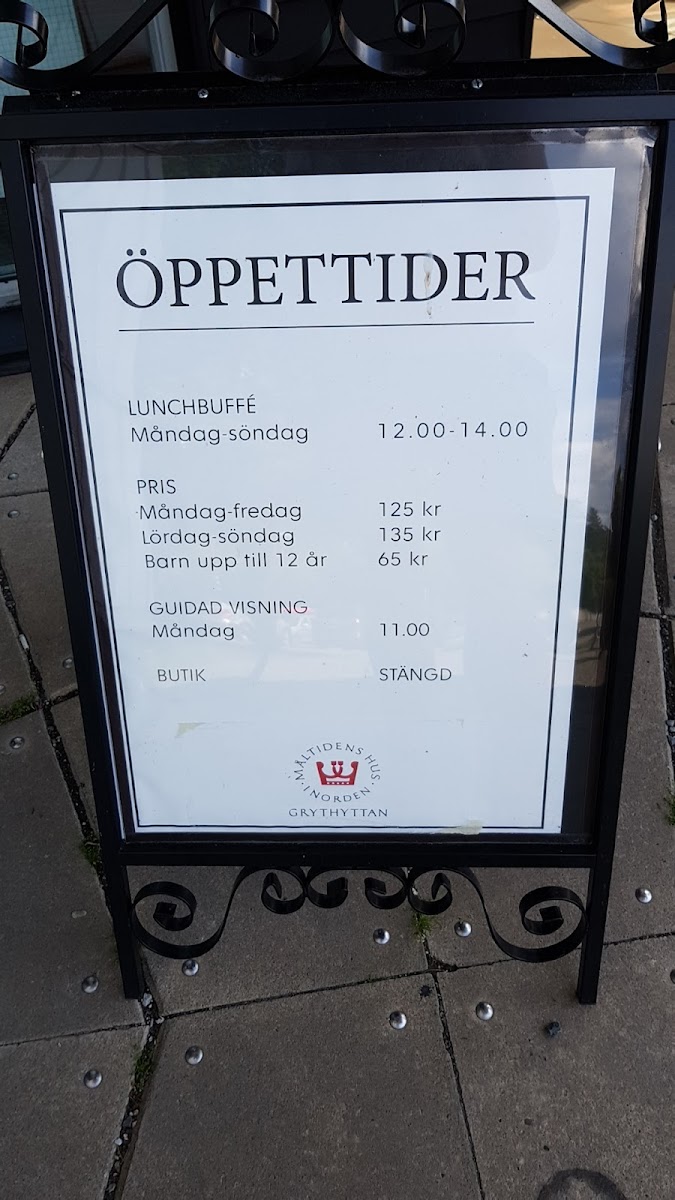 ÖPPETTIDER
LUNCHBUFFÉ
Måndag-söndag 12.00-14.00
PRIS
Måndag-fredag 125 kr
Lördag-söndag 135 kr
Barn upp till 12 år 65 kr
GUIDAD VISNING
Måndag 11.00
BUTIK STÄNGD
· MÅLTIDENS HUS ·
I NORDEN
GRYTHYTTAN